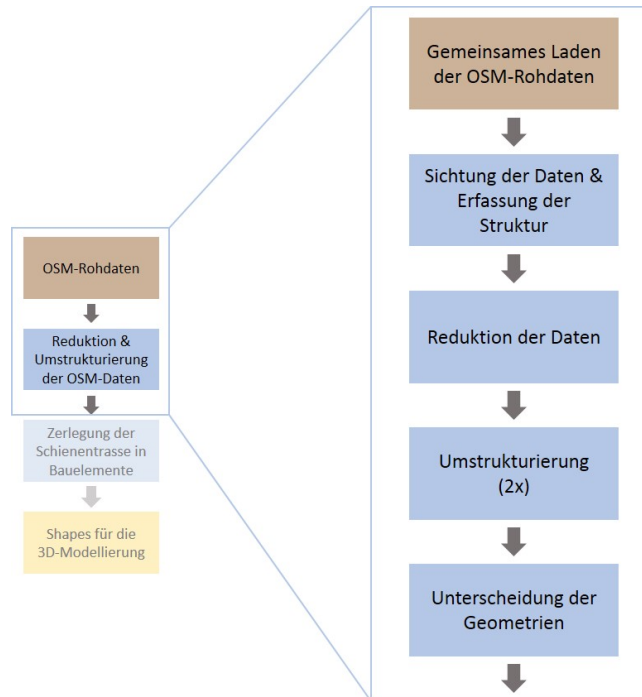 OSM-Rohdaten
Reduktion &
Umstrukturierung
der OSM-Daten
Zerlegung der
Schienentrasse in
Bauelemente
Shapes für die
3D-Modellierung
Gemeinsames Laden
der OSM-Rohdaten
Sichtung der Daten &
Erfassung der
Struktur
Reduktion der Daten
Umstrukturierung
(2x)
Unterscheidung der
Geometrien